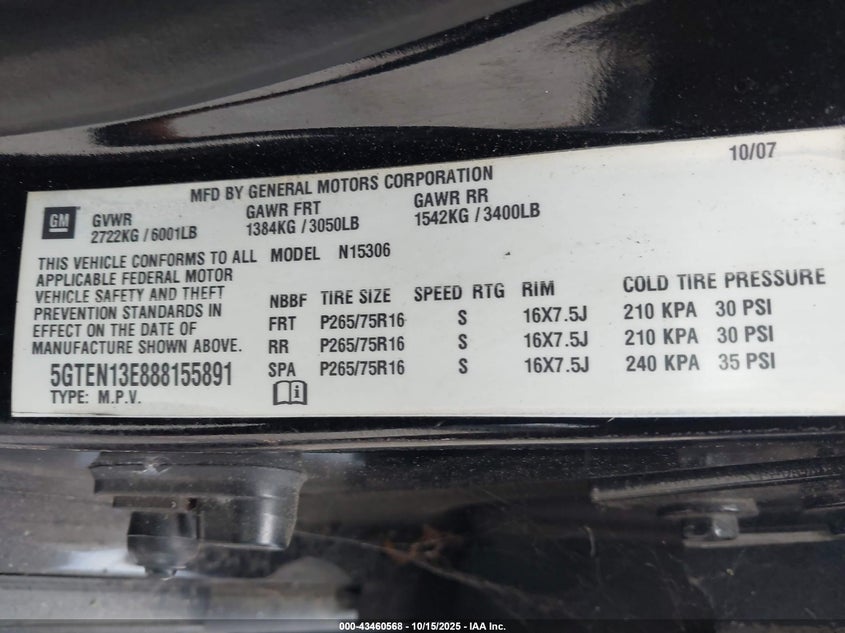 10/07
MFD BY GENERAL MOTORS CORPORATION
GM
GVWR GAWR FRT GAWR RR
2722KG / 6001LB 1384KG / 3050LB 1542KG / 3400LB
THIS VEHICLE CONFORMS TO ALL MODEL N15306
APPLICABLE FEDERAL MOTOR
VEHICLE SAFETY AND THEFT
PREVENTION STANDARDS IN
EFFECT ON THE DATE OF
MANUFACTURE SHOWN ABOVE.
NBBF TIRE SIZE SPEED RTG RIM COLD TIRE PRESSURE
FRT P265/75R16 S 16X7.5J 210 KPA 30 PSI
RR P265/75R16 S 16X7.5J 210 KPA 30 PSI
SPA P265/75R16 S 16X7.5J 240 KPA 35 PSI
5GTEN13E888155891
TYPE: M.P.V.
000-43460568 - 10/15/2025 - IAA Inc.